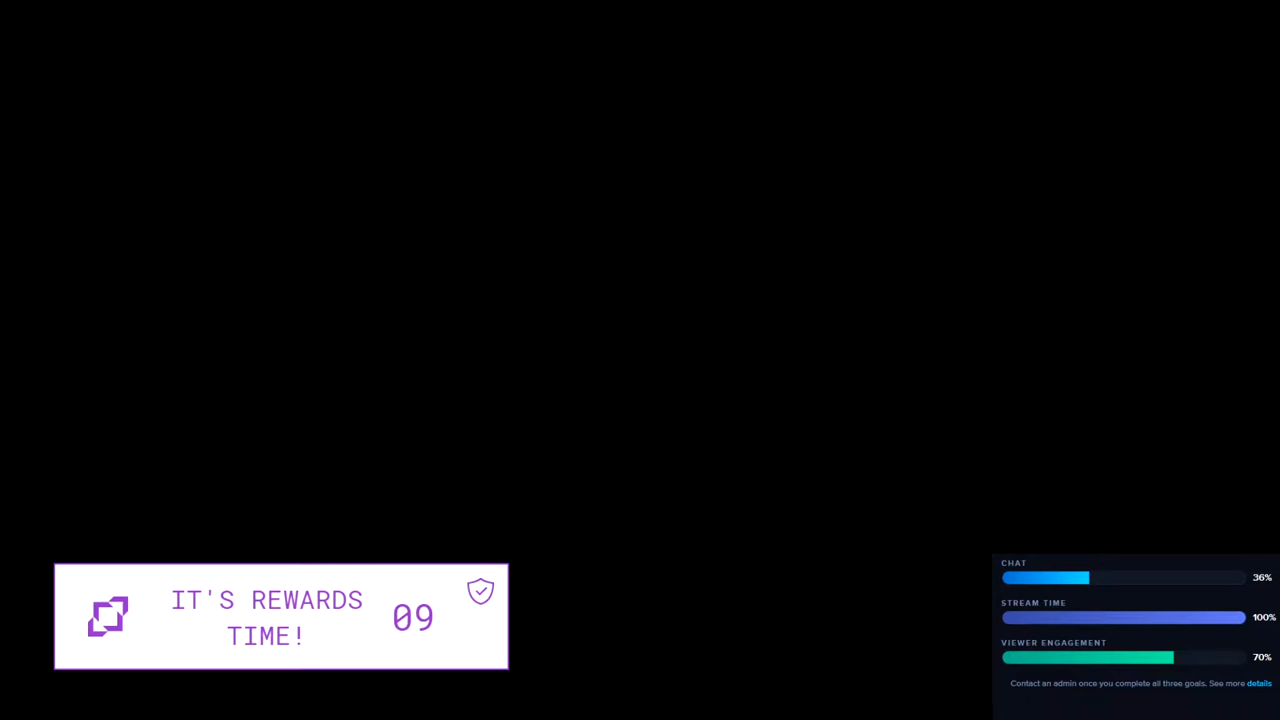 IT'S REWARDS
TIME!
09
CHAT
36%
STREAM TIME
100%
VIEWER ENGAGEMENT
70%
Contact an admin once you complete all three goals. See more details